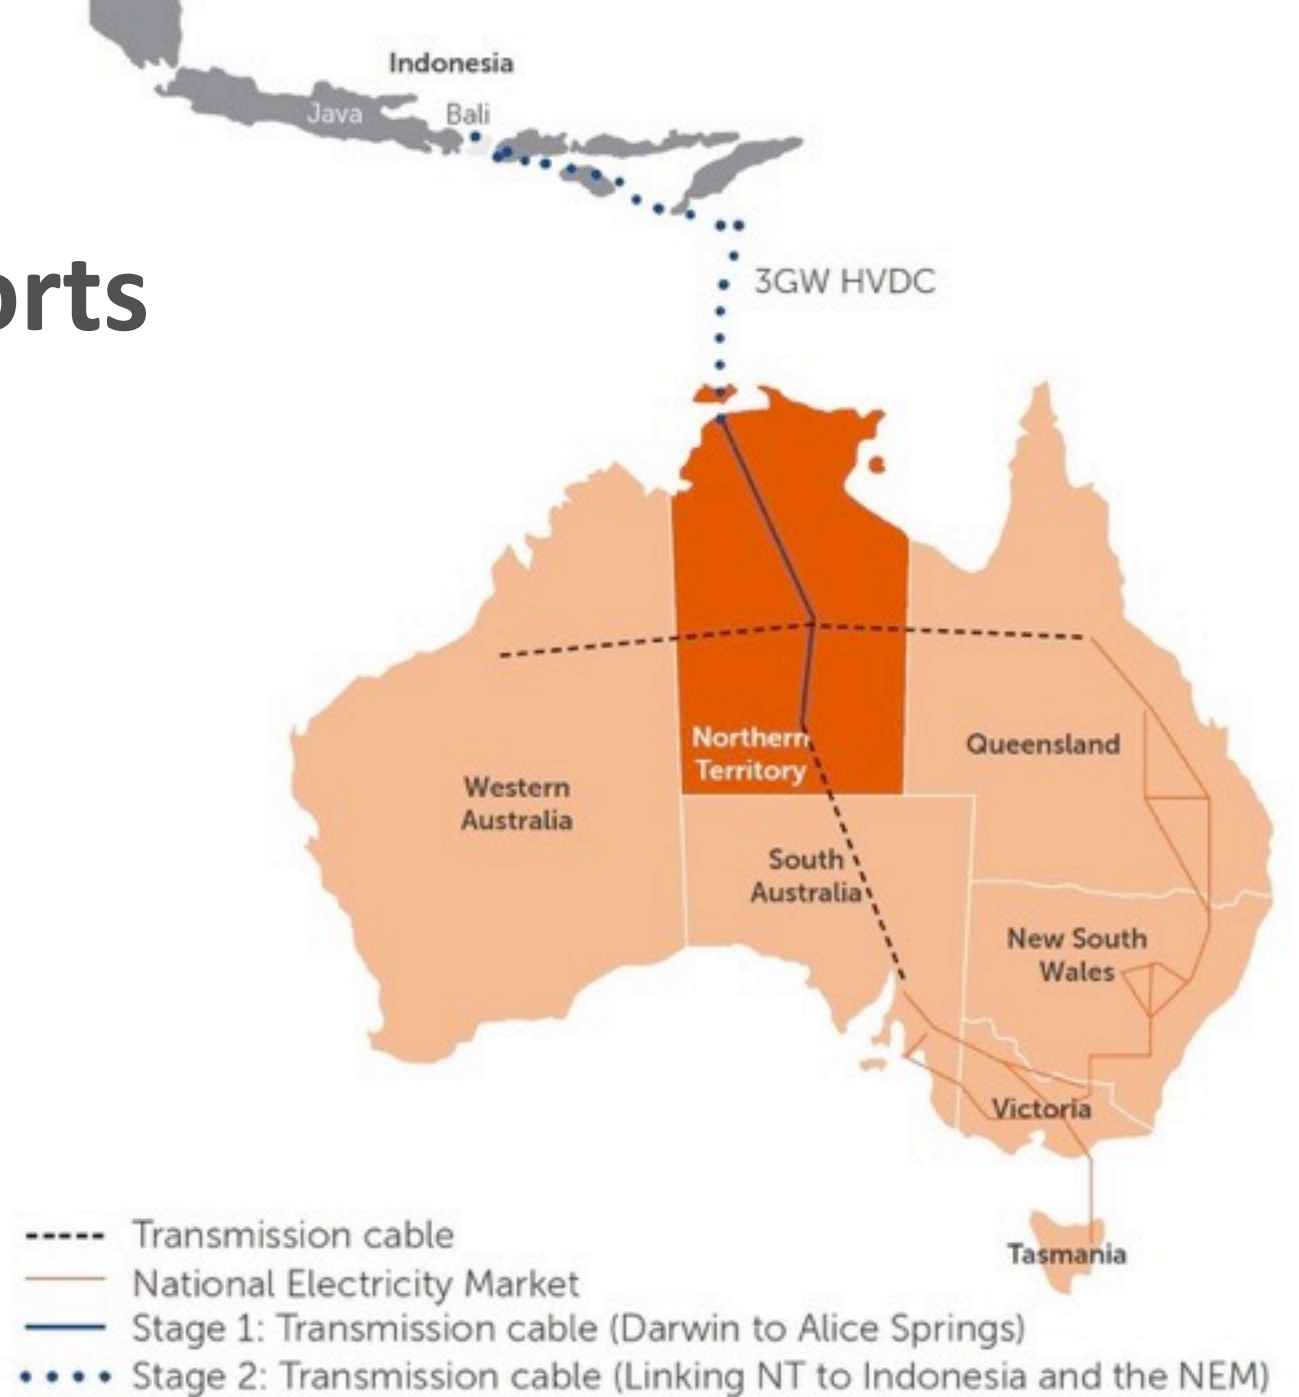 Indonesia
Java
Bali
orts
3GW HVDC
Northern
Territory
Queensland
Western
Australia
South
Australia
New South
Wales
Victoria
Tasmania
Transmission cable
National Electricity Market
Stage 1: Transmission cable (Darwin to Alice Springs)
Stage 2: Transmission cable (Linking NT to Indonesia and the NEM)